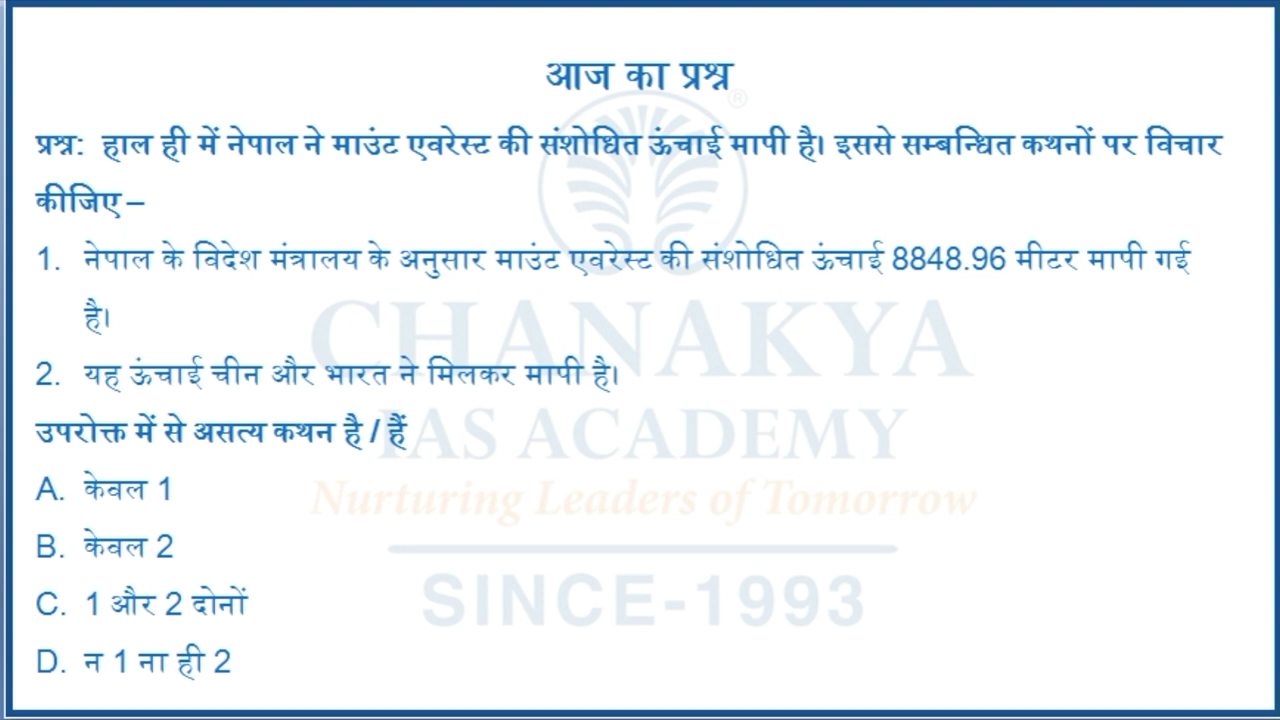 आज का प्रश्न
®
प्रश्न: हाल ही में नेपाल ने माउंट एवरेस्ट की संशोधित ऊंचाई मापी है। इससे सम्बन्धित कथनों पर विचार
कीजिए –
1. नेपाल के विदेश मंत्रालय के अनुसार माउंट एवरेस्ट की संशोधित ऊंचाई 8848.96 मीटर मापी गई
है।
CHANAKYA
2. यह ऊंचाई चीन और भारत ने मिलकर मापी है।
उपरोक्त में से असत्य कथन है / हैं
IAS ACADEMY
A. केवल 1
Nurturing Leaders of Tomorrow
B. केवल 2
C. 1 और 2 दोनों
SINCE-1993
D. न 1 ना ही 2